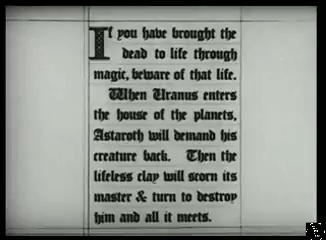 If you have brought the
dead to life through
magic, beware of that life.
When Uranus enters
the house of the planets,
Astaroth will demand his
creature back. Then the
lifeless clay will scorn its
master & turn to destroy
him and all it meets.